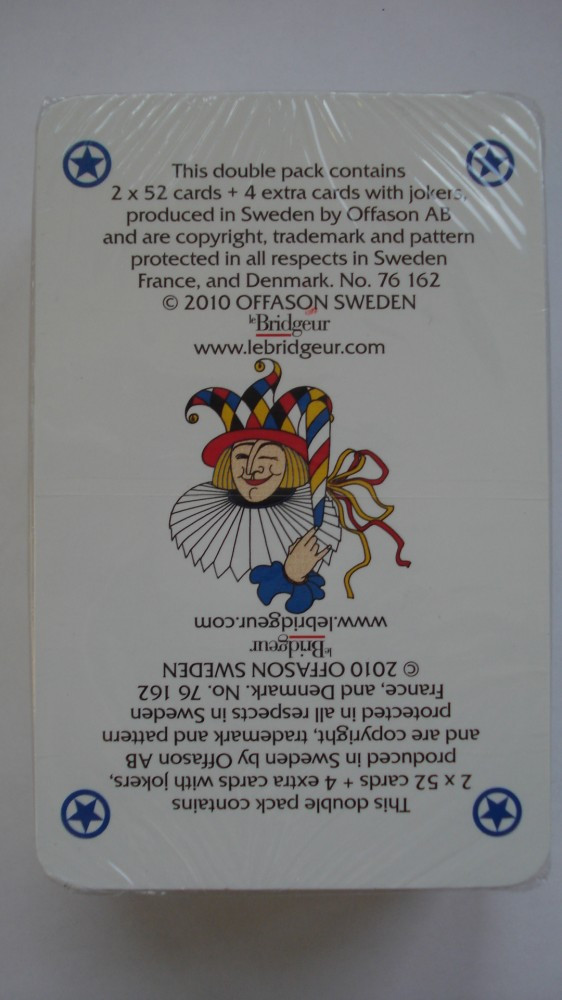 This double pack contains
2 x 52 cards + 4 extra cards with jokers,
produced in Sweden by Offason AB
and are copyright, trademark and pattern
protected in all respects in Sweden
France, and Denmark. No. 76 162
© 2010 OFFASON SWEDEN
le Bridgeur
www.lebridgeur.com
www.lebridgeur.com
le Bridgeur
© 2010 OFFASON SWEDEN
France, and Denmark. No. 76 162
protected in all respects in Sweden
and are copyright, trademark and pattern
produced in Sweden by Offason AB
2 x 52 cards + 4 extra cards with jokers,
This double pack contains